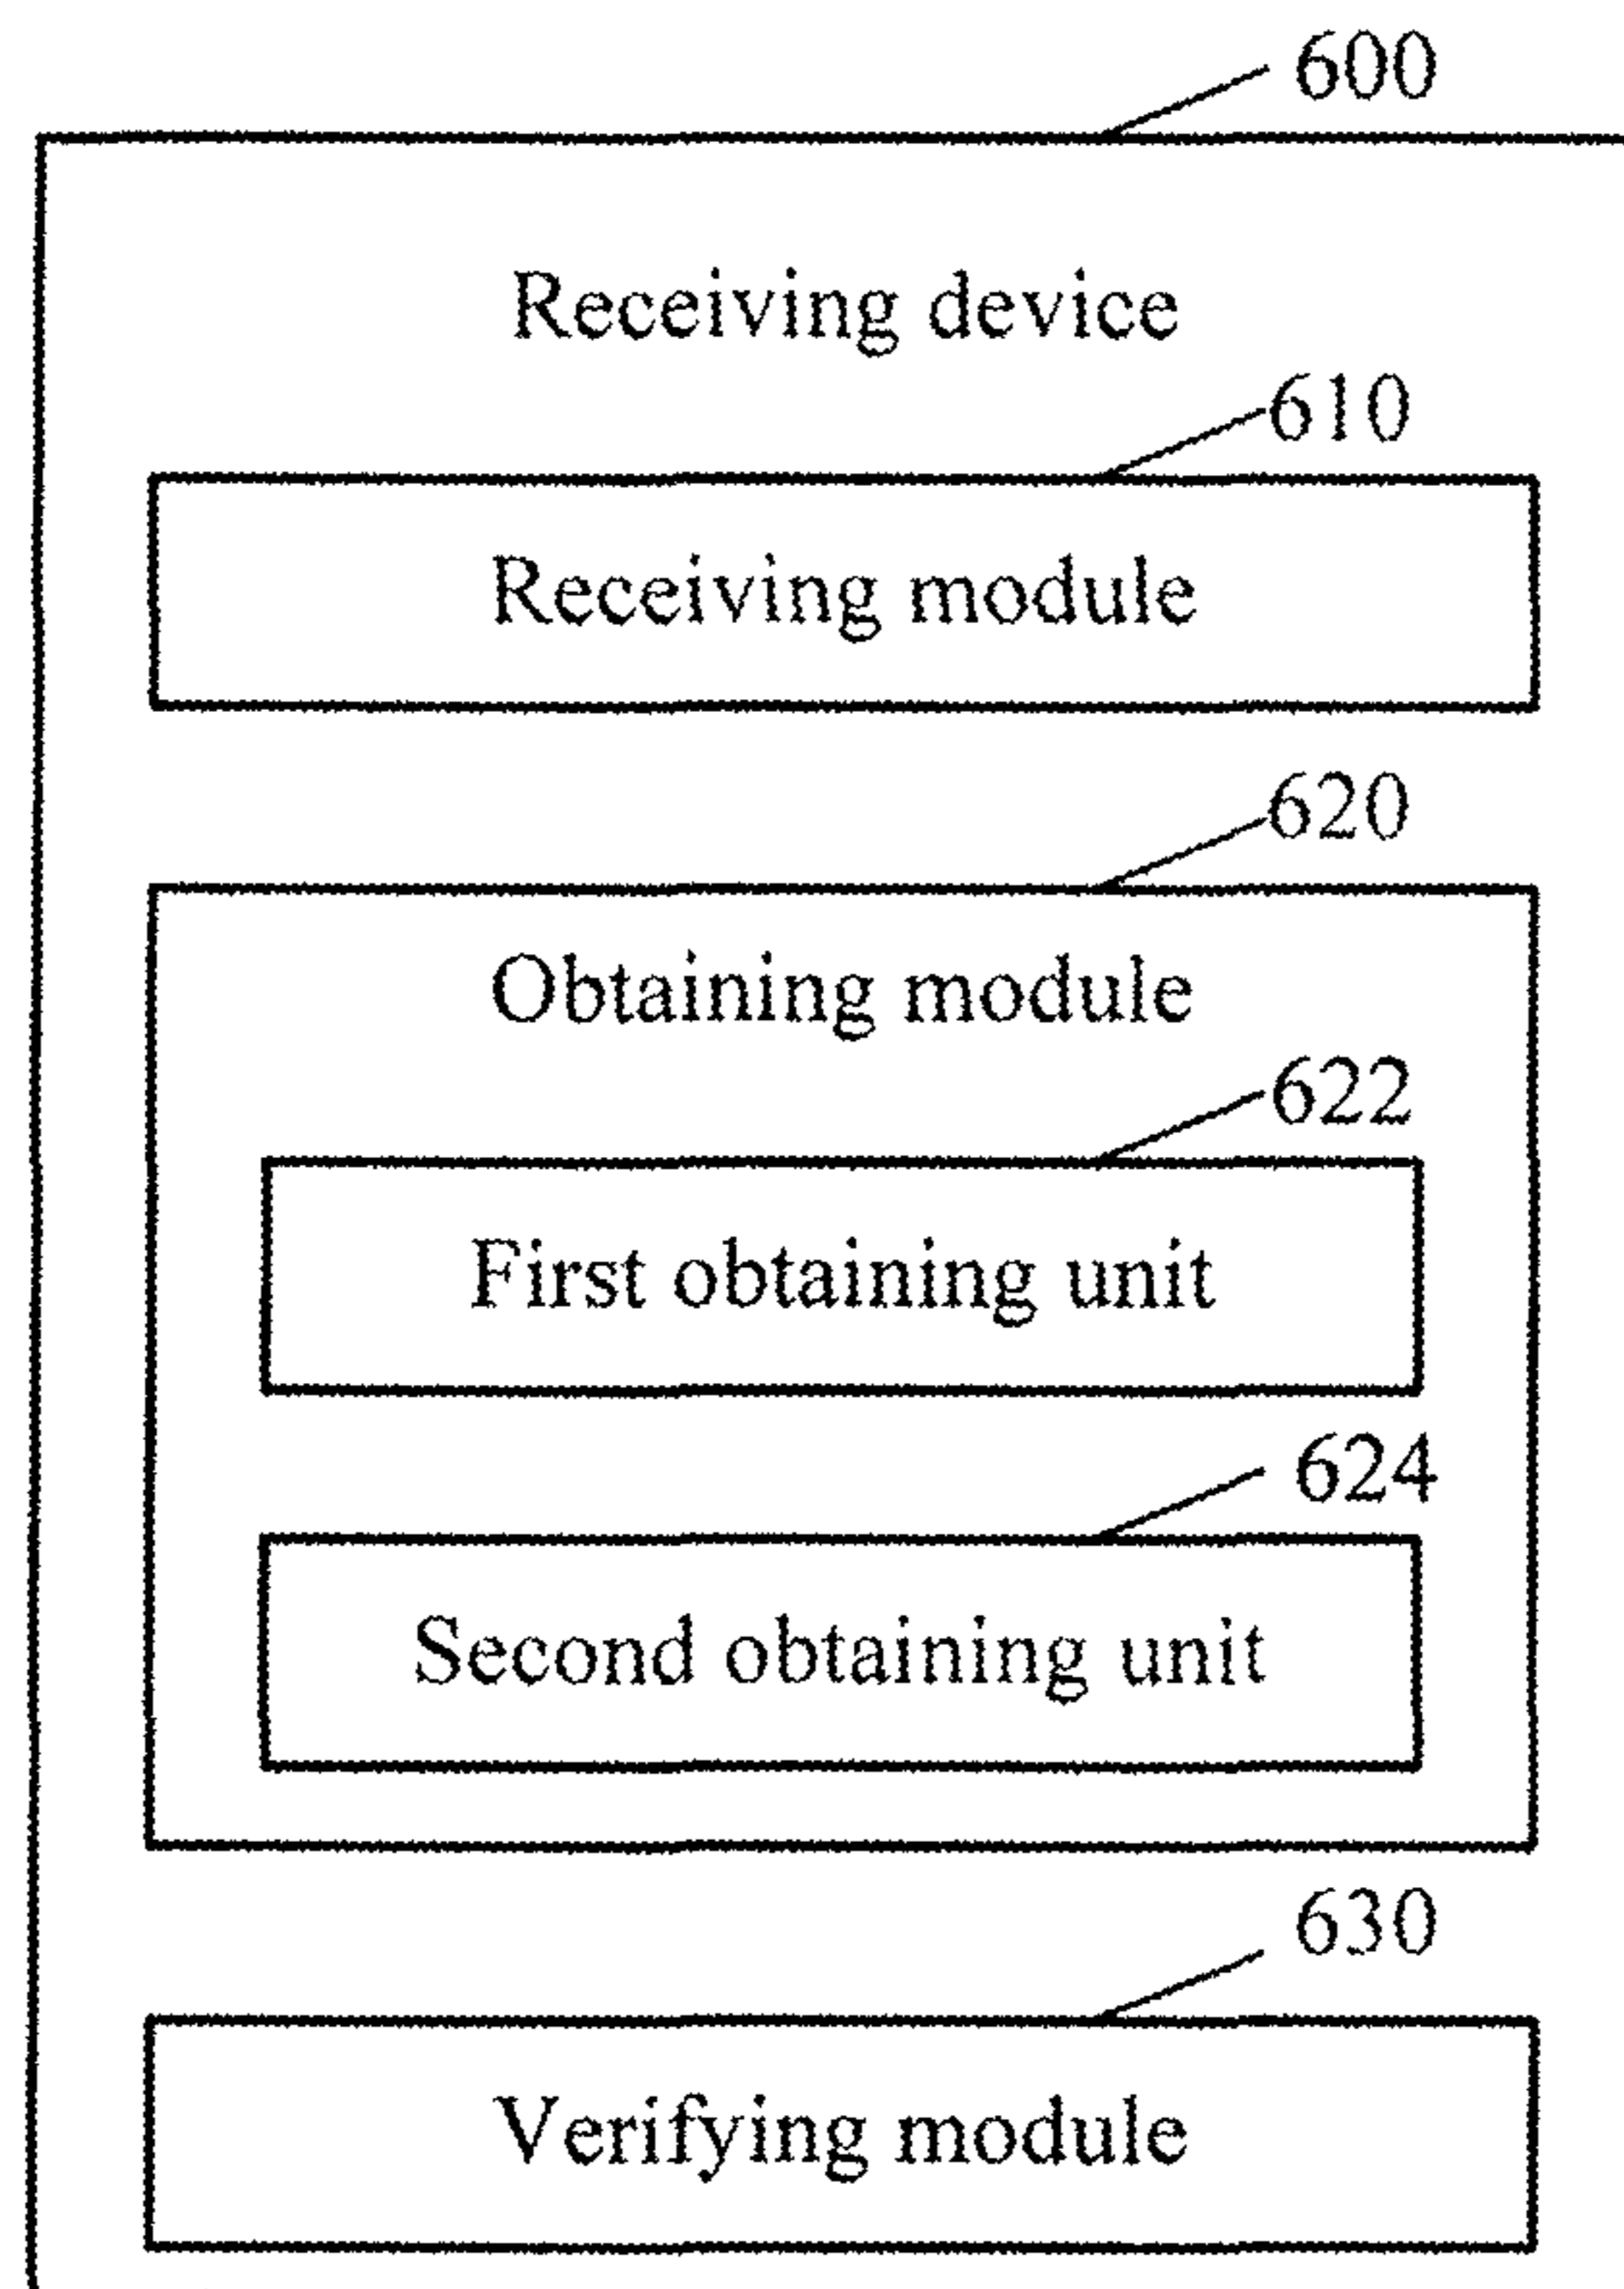 600
Receiving device
610
Receiving module
620
Obtaining module
622
First obtaining unit
624
Second obtaining unit
630
Verifying module